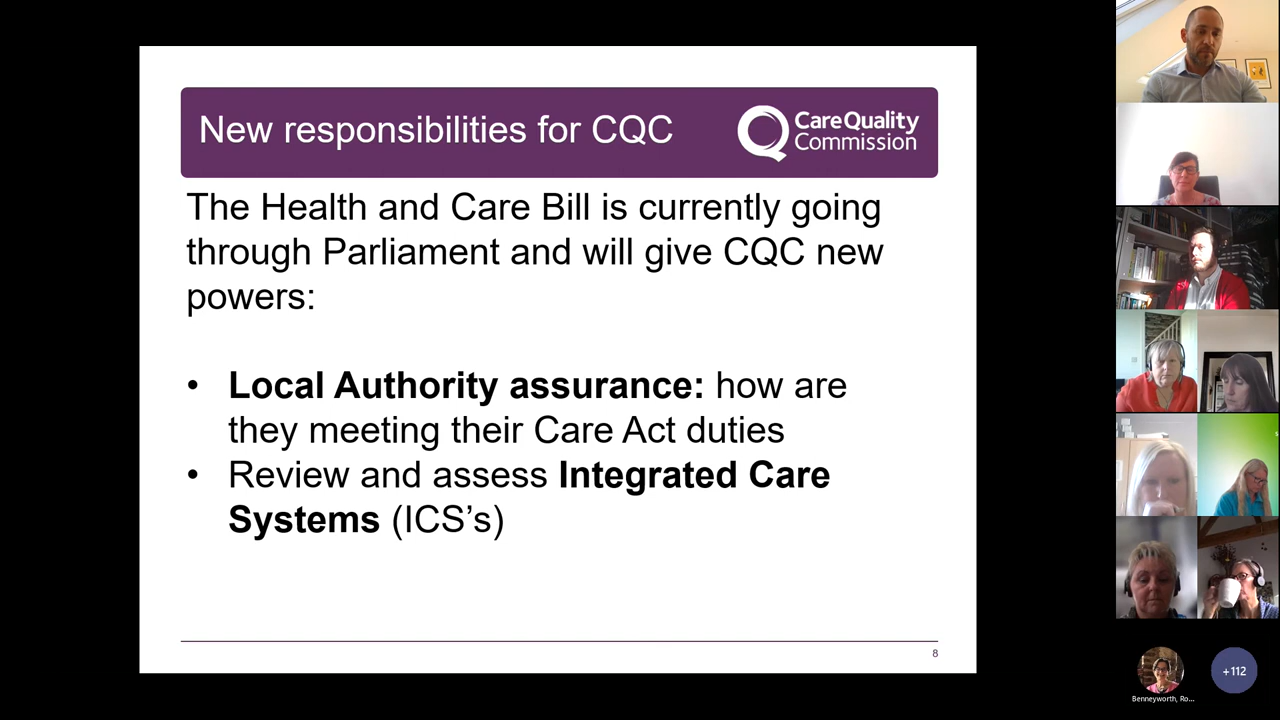 New responsibilities for CQC
CareQuality
Commission
The Health and Care Bill is currently going
through Parliament and will give CQC new
powers:
• Local Authority assurance: how are
they meeting their Care Act duties
• Review and assess Integrated Care
Systems (ICS’s)
8
+112
Benneyworth, Ro...